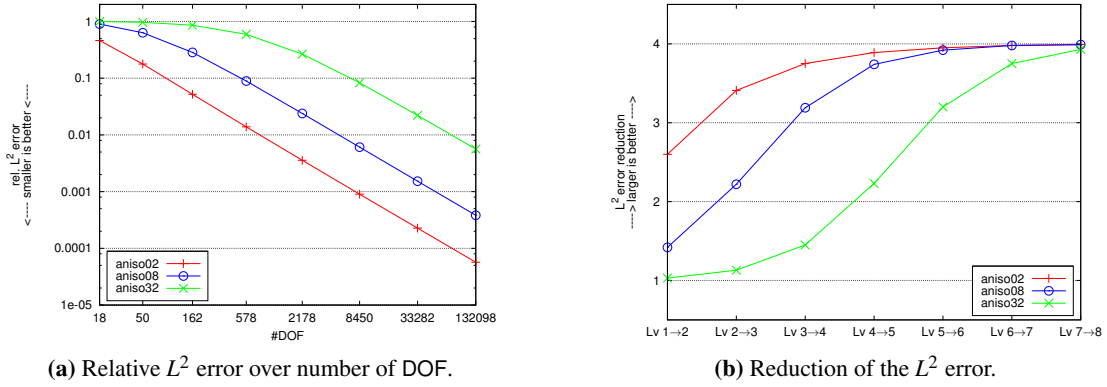 1
0.1
0.01
0.001
0.0001
1e-05
rel. L² error
<---- smaller is better <----
aniso02
aniso08
aniso32
18 50 162 578 2178 8450 33282 132098
#DOF
(a) Relative L² error over number of DOF.
4
3
2
1
L² error reduction
----> larger is better ---->
aniso02
aniso08
aniso32
Lv 1→2 Lv 2→3 Lv 3→4 Lv 4→5 Lv 5→6 Lv 6→7 Lv 7→8
(b) Reduction of the L² error.